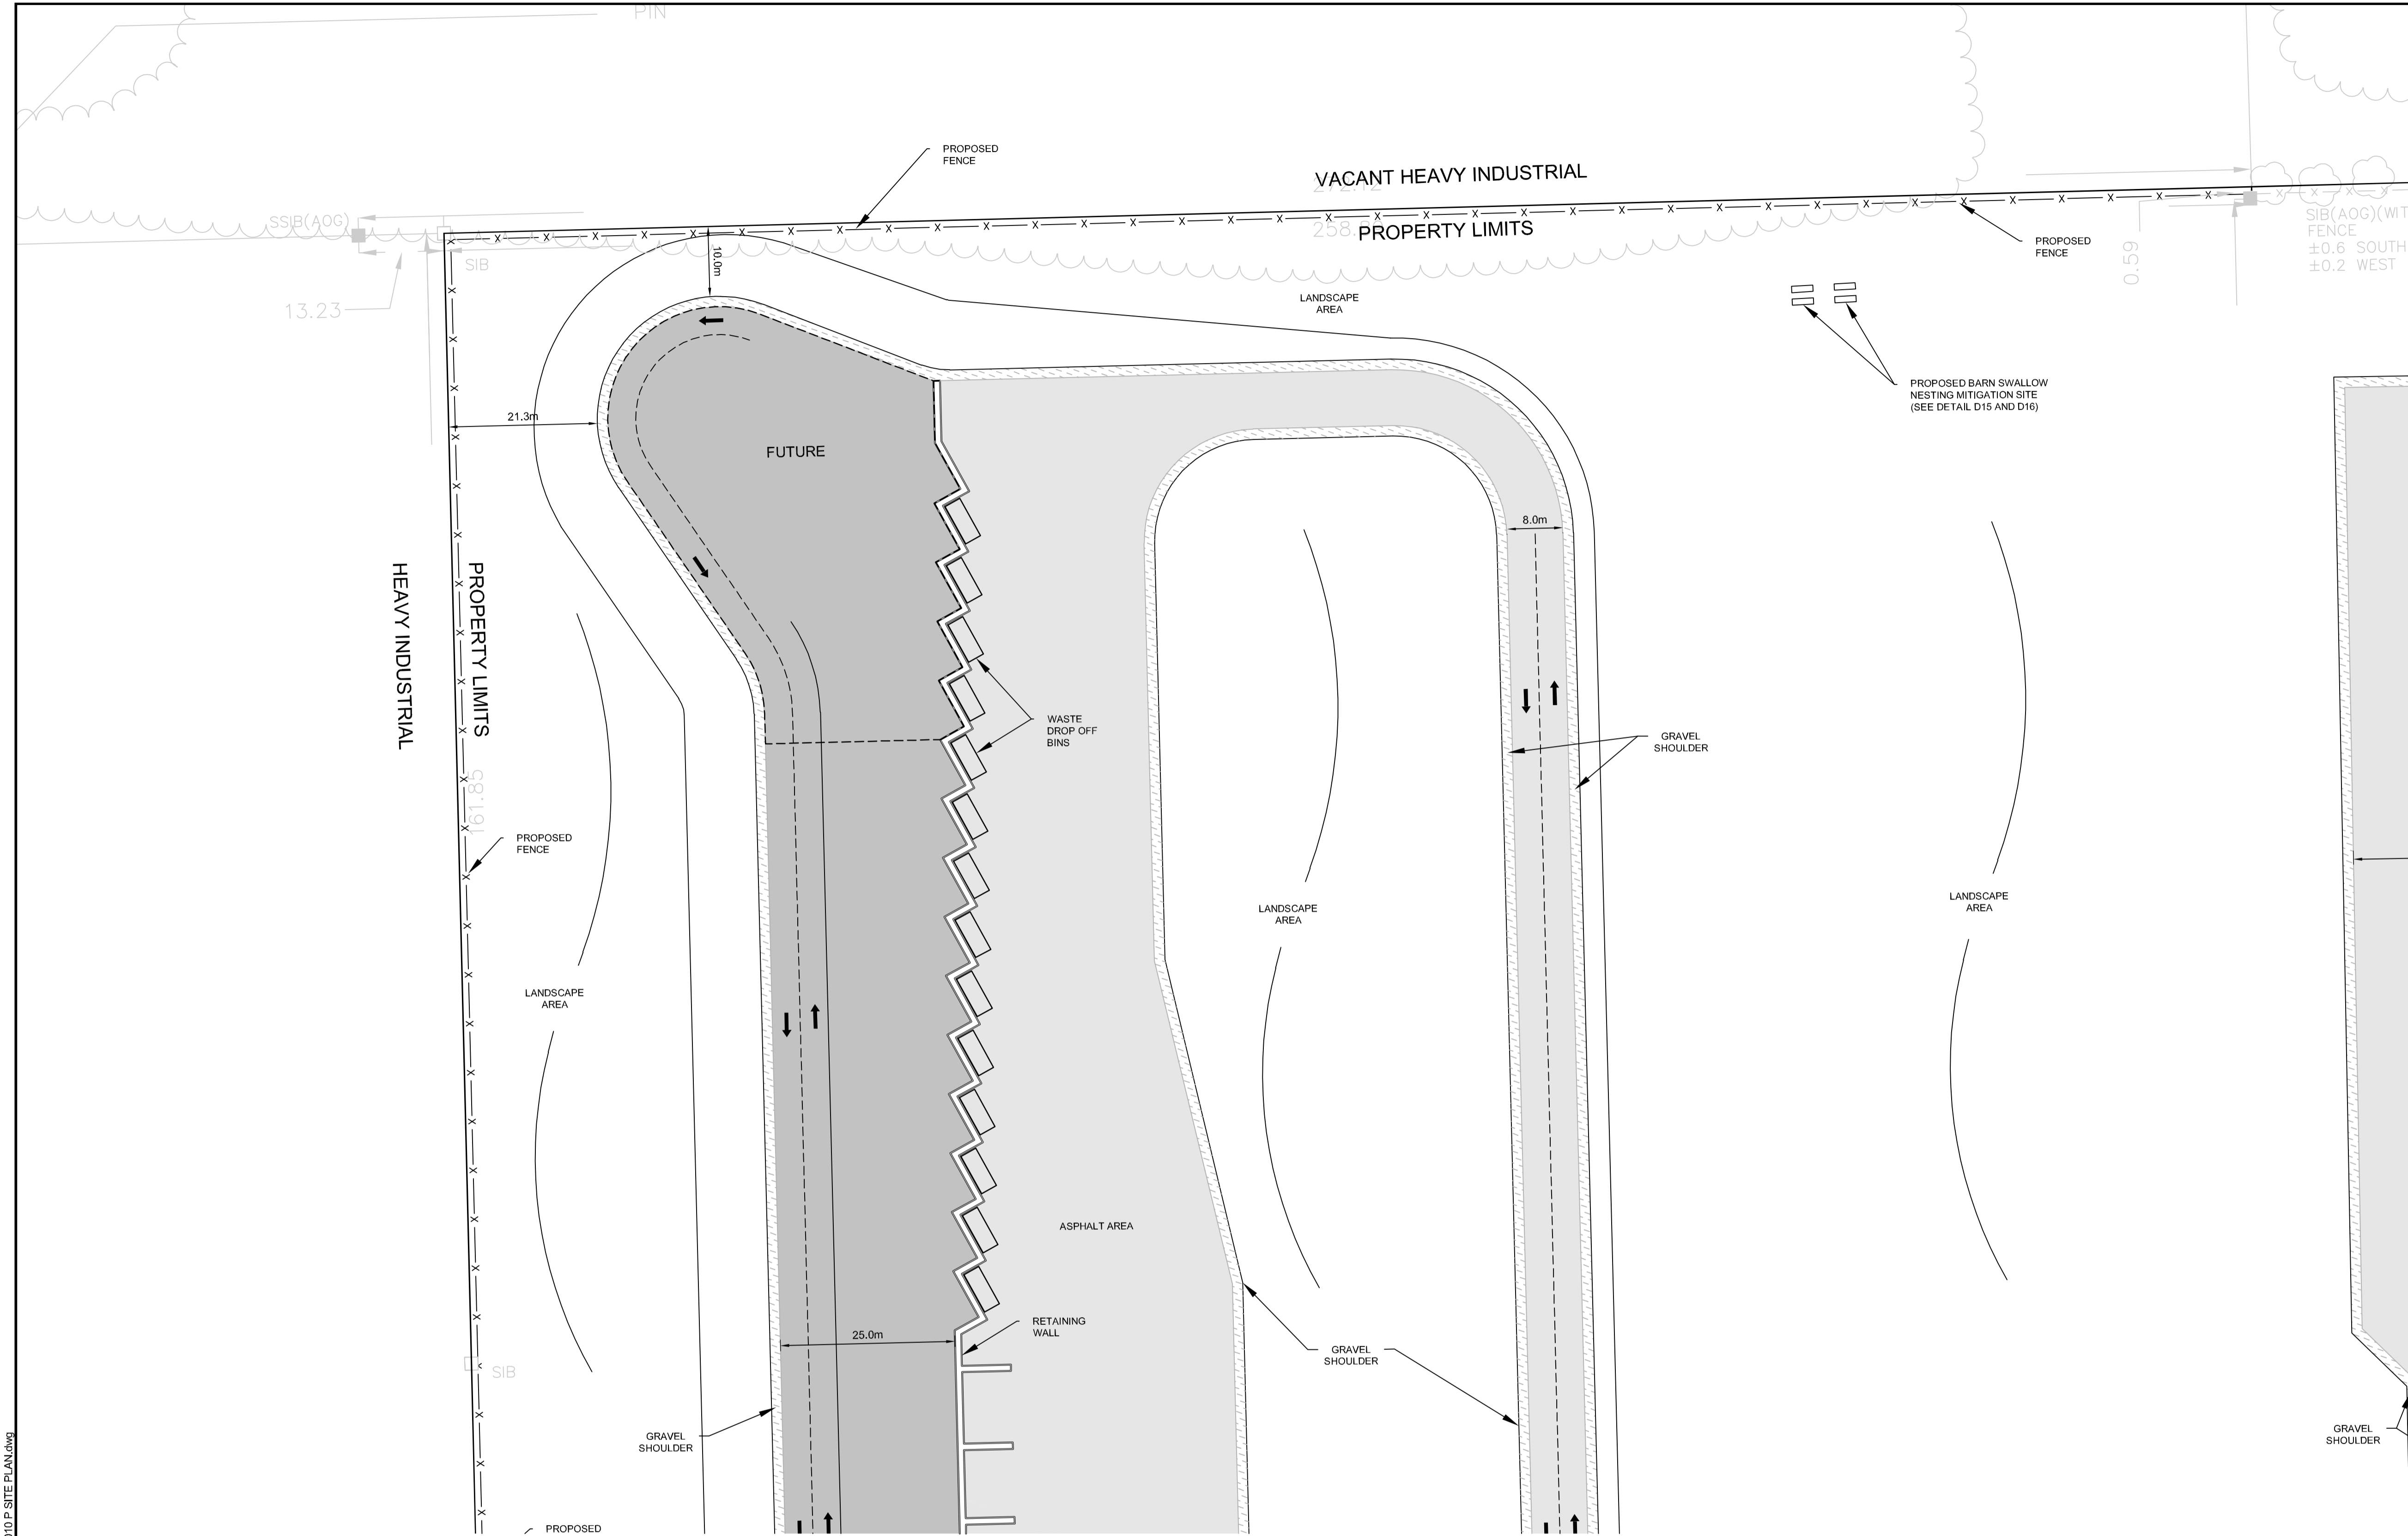 PIN
PROPOSED
FENCE
VACANT HEAVY INDUSTRIAL
PROPERTY LIMITS
SSIB(AOG)
SIB
13.23
10.0m
LANDSCAPE
AREA
PROPOSED
FENCE
0.59
FENCE
±0.6 SOUTH
±0.2 WEST
PROPOSED BARN SWALLOW
NESTING MITIGATION SITE
(SEE DETAIL D15 AND D16)
21.3m
FUTURE
8.0m
HEAVY INDUSTRIAL
PROPERTY LIMITS
161.85
WASTE
DROP OFF
BINS
GRAVEL
SHOULDER
PROPOSED
FENCE
LANDSCAPE
AREA
LANDSCAPE
AREA
LANDSCAPE
AREA
ASPHALT AREA
25.0m
RETAINING
WALL
GRAVEL
SHOULDER
SIB
GRAVEL
SHOULDER
GRAVEL
SHOULDER
PROPOSED
P SITE PLAN.dwg